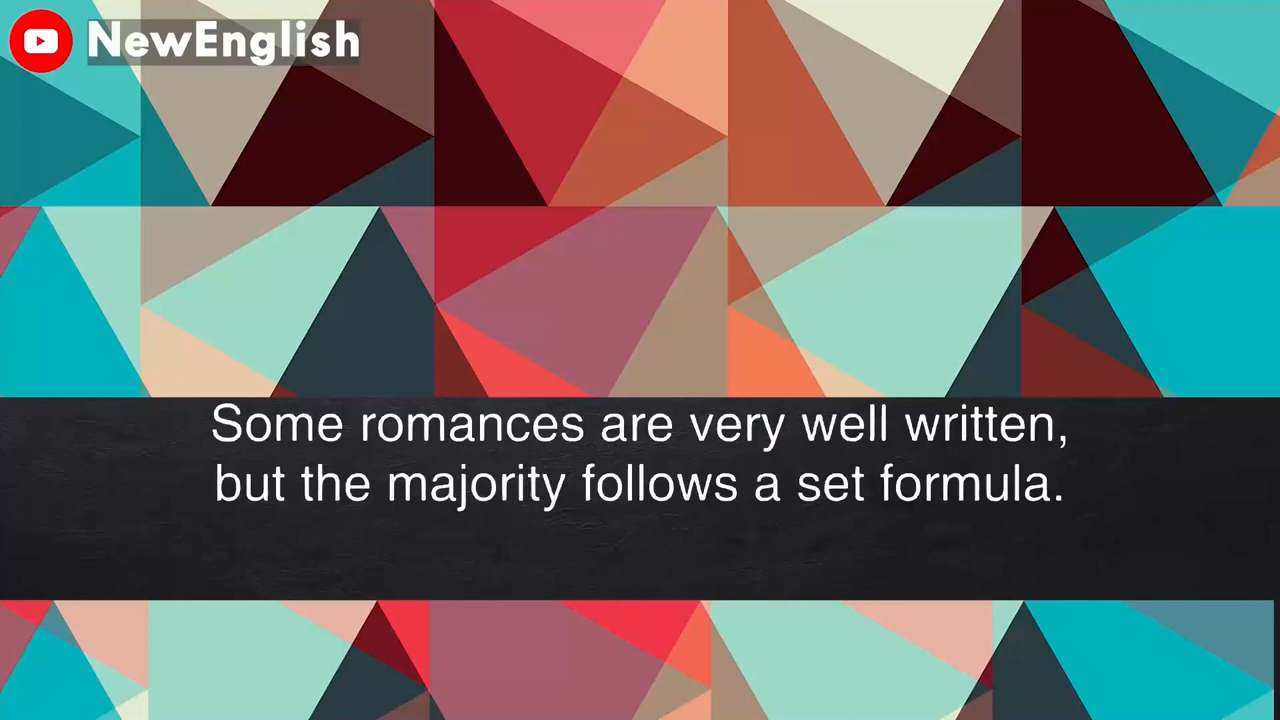 NewEnglish
Some romances are very well written,
but the majority follows a set formula.